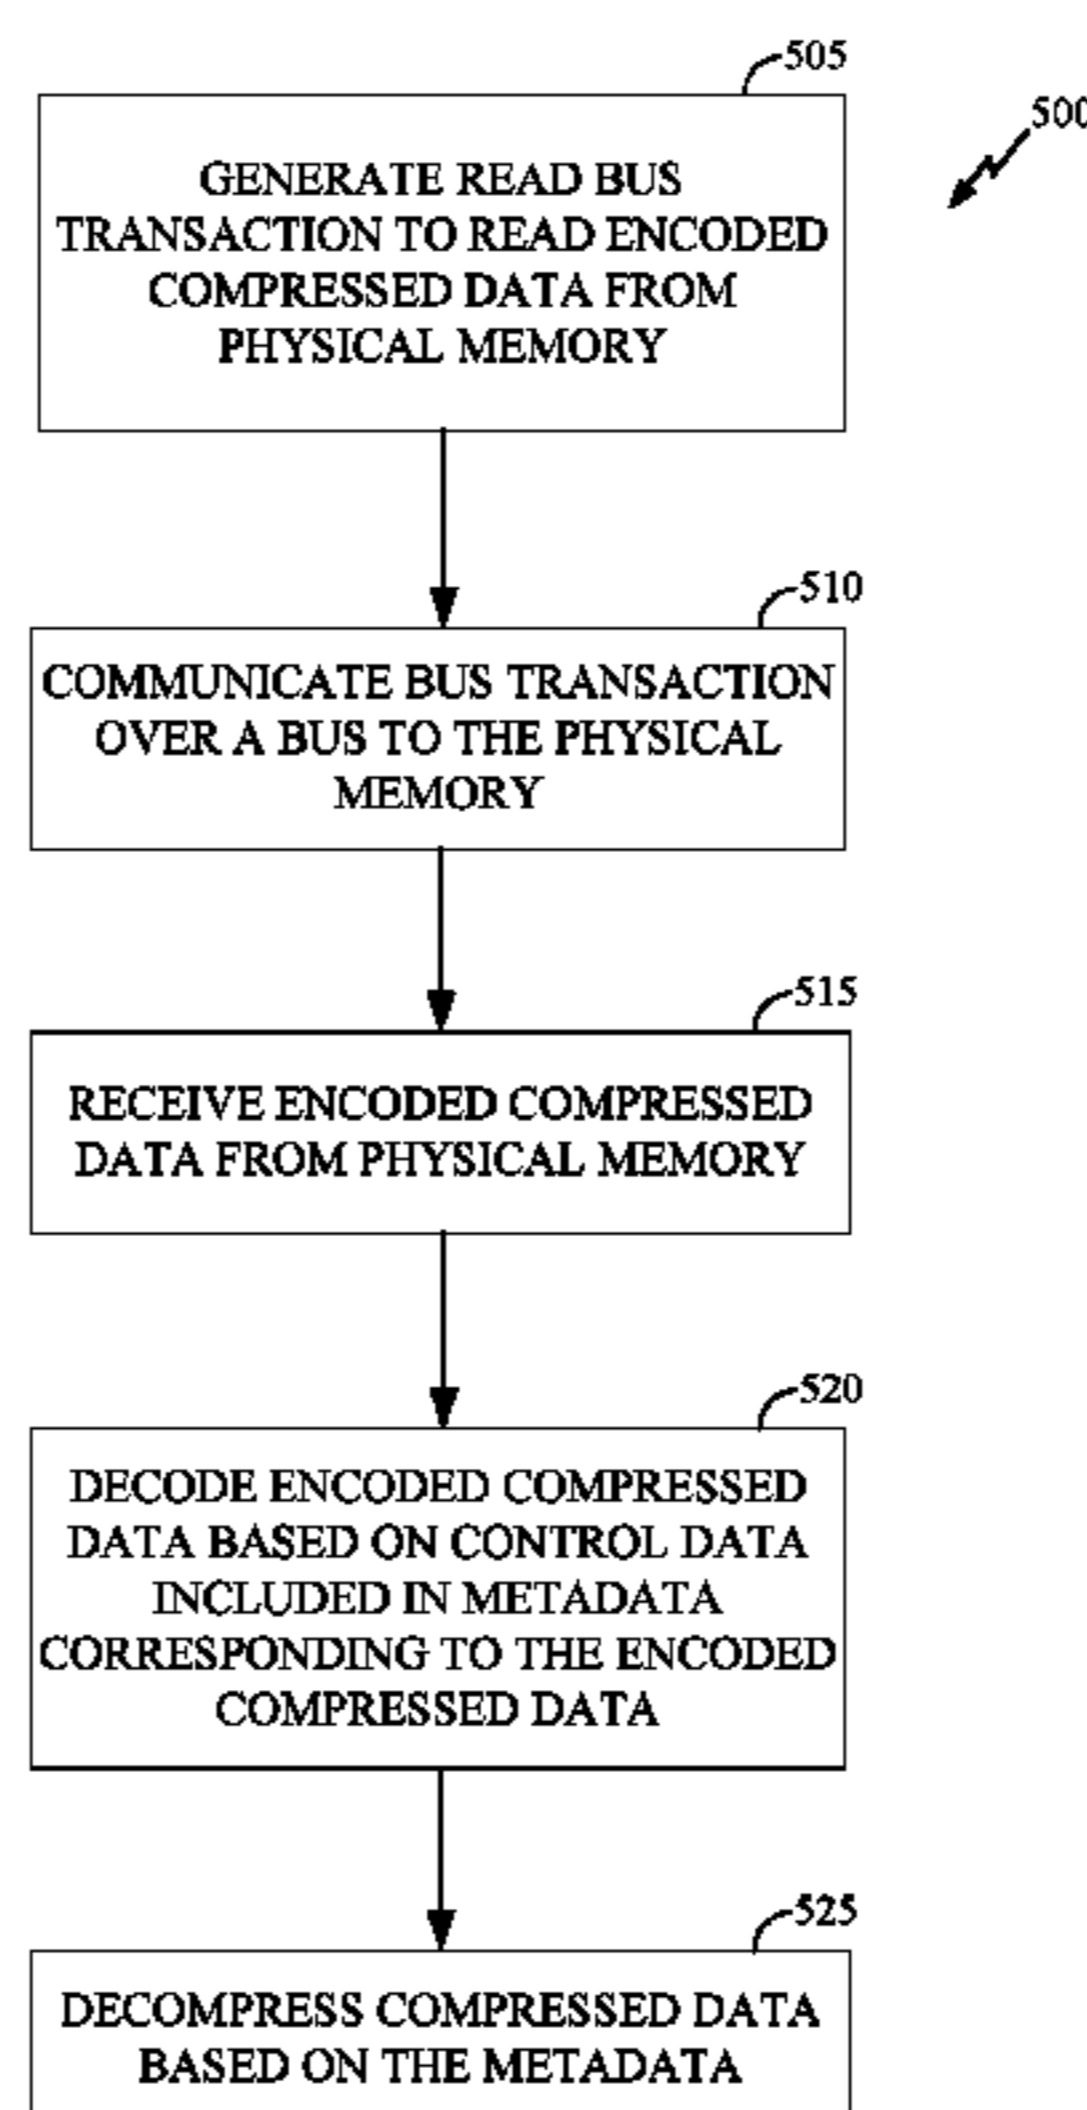 505
500
GENERATE READ BUS
TRANSACTION TO READ ENCODED
COMPRESSED DATA FROM
PHYSICAL MEMORY
510
COMMUNICATE BUS TRANSACTION
OVER A BUS TO THE PHYSICAL
MEMORY
515
RECEIVE ENCODED COMPRESSED
DATA FROM PHYSICAL MEMORY
520
DECODE ENCODED COMPRESSED
DATA BASED ON CONTROL DATA
INCLUDED IN METADATA
CORRESPONDING TO THE ENCODED
COMPRESSED DATA
525
DECOMPRESS COMPRESSED DATA
BASED ON THE METADATA